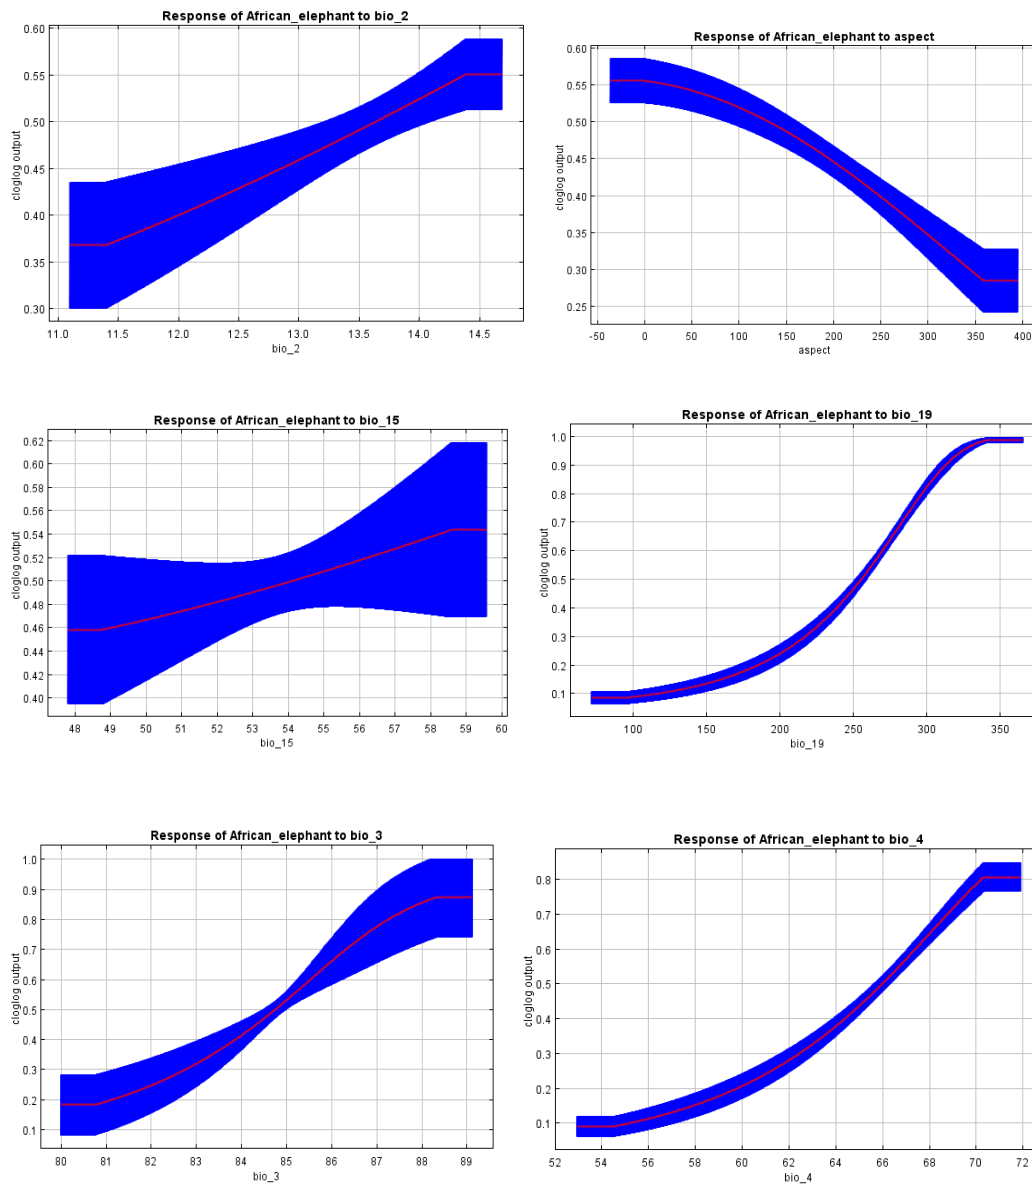 Response of African_elephant to bio_2
0.60
0.55
0.50
0.45
0.40
0.35
0.30
cloglog output
11.0 11.5 12.0 12.5 13.0 13.5 14.0 14.5
bio_2
Response of African_elephant to aspect
0.60
0.55
0.50
0.45
0.40
0.35
0.30
0.25
cloglog output
-50 0 50 100 150 200 250 300 350 400
aspect
Response of African_elephant to bio_15
0.62
0.60
0.58
0.56
0.54
0.52
0.50
0.48
0.46
0.44
0.42
0.40
cloglog output
48 49 50 51 52 53 54 55 56 57 58 59 60
bio_15
Response of African_elephant to bio_19
1.0
0.9
0.8
0.7
0.6
0.5
0.4
0.3
0.2
0.1
cloglog output
100 150 200 250 300 350
bio_19
Response of African_elephant to bio_3
1.0
0.9
0.8
0.7
0.6
0.5
0.4
0.3
0.2
0.1
cloglog output
80 81 82 83 84 85 86 87 88 89
bio_3
Response of African_elephant to bio_4
0.8
0.7
0.6
0.5
0.4
0.3
0.2
0.1
0.0
cloglog output
52 54 56 58 60 62 64 66 68 70 72
bio_4